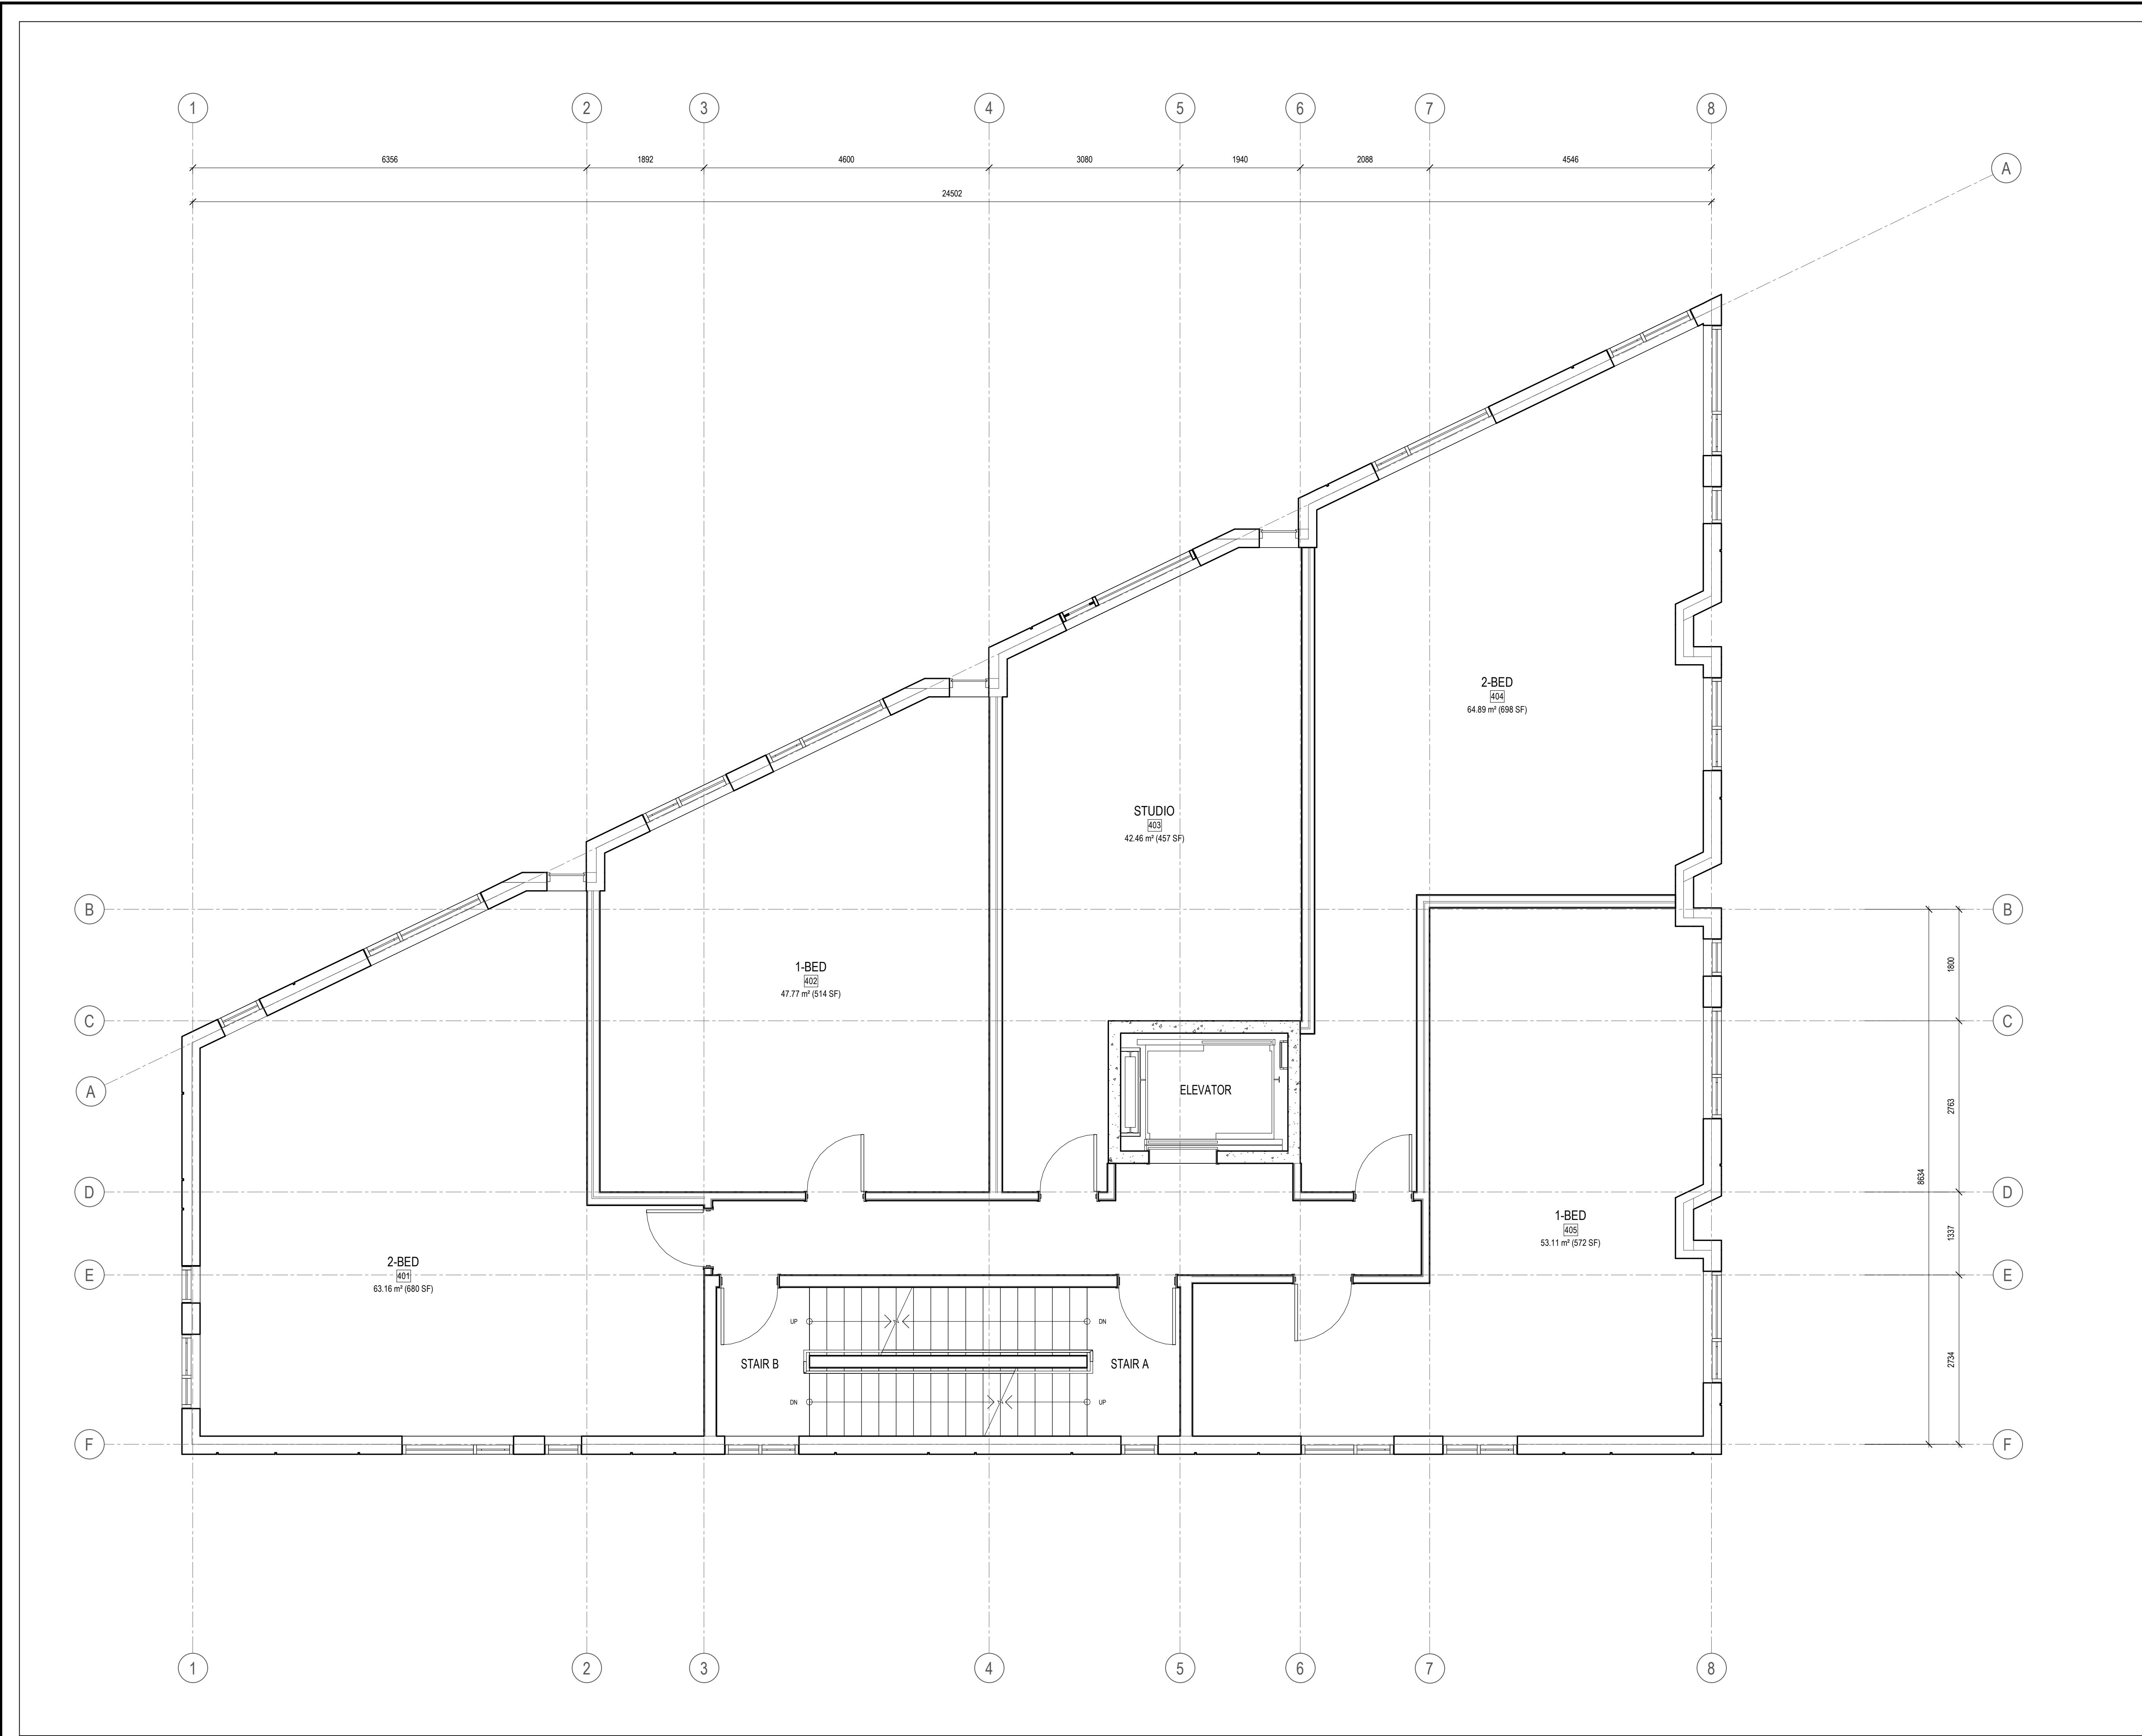 1 2 3 4 5 6 7 8
6356 1892 4600 3080 1940 2088 4546
A
24502
2-BED
404
64.89 m² (698 SF)
STUDIO
403
42.46 m² (457 SF)
B B
1-BED
402
47.77 m² (514 SF)
1800
C C
A
ELEVATOR
2763
D D
8634
1-BED
405
53.11 m² (572 SF)
1337
2-BED
401
63.16 m² (680 SF)
E E
UP DN
STAIR B STAIR A
2734
DN UP
F F
1 2 3 4 5 6 7 8